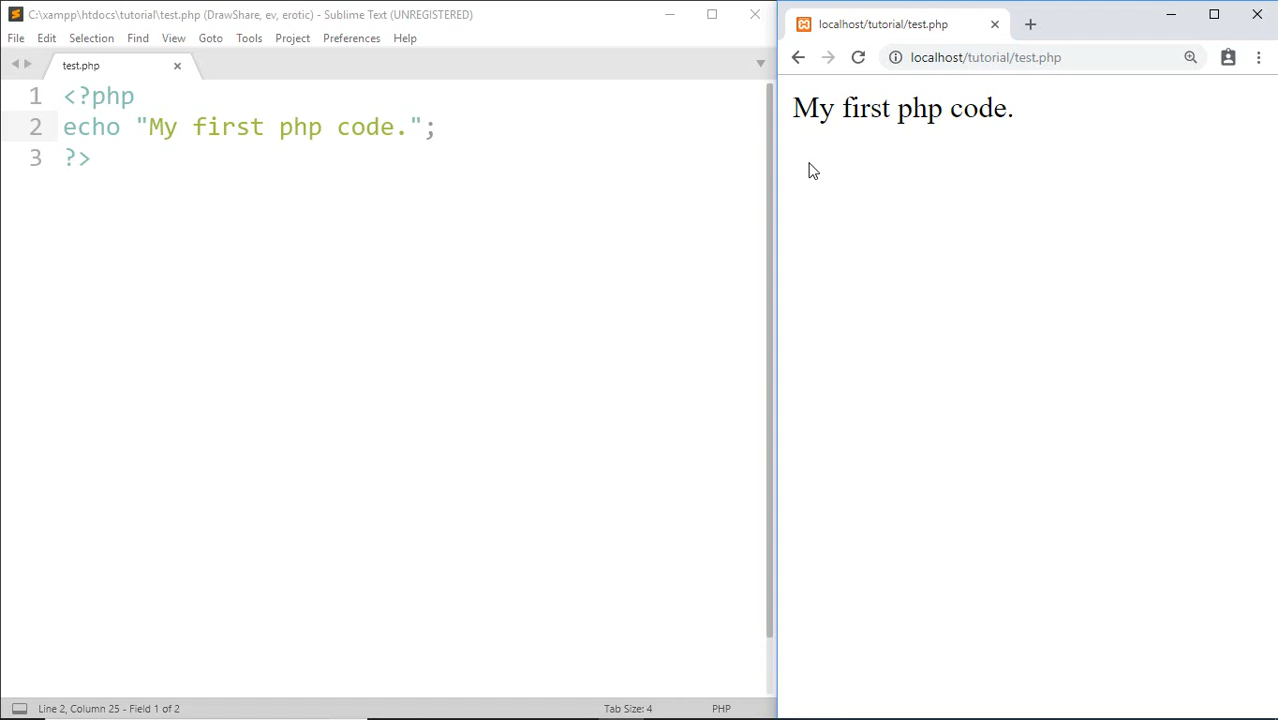 C:\xampp\htdocs\tutorial\test.php (DrawShare, ev, erotic) - Sublime Text (UNREGISTERED)
File Edit Selection Find View Goto Tools Project Preferences Help
test.php
1 <?php
2 echo "My first php code.";
3 ?>
Line 2, Column 25 - Field 1 of 2
Tab Size: 4
PHP
localhost/tutorial/test.php
localhost/tutorial/test.php
My first php code.